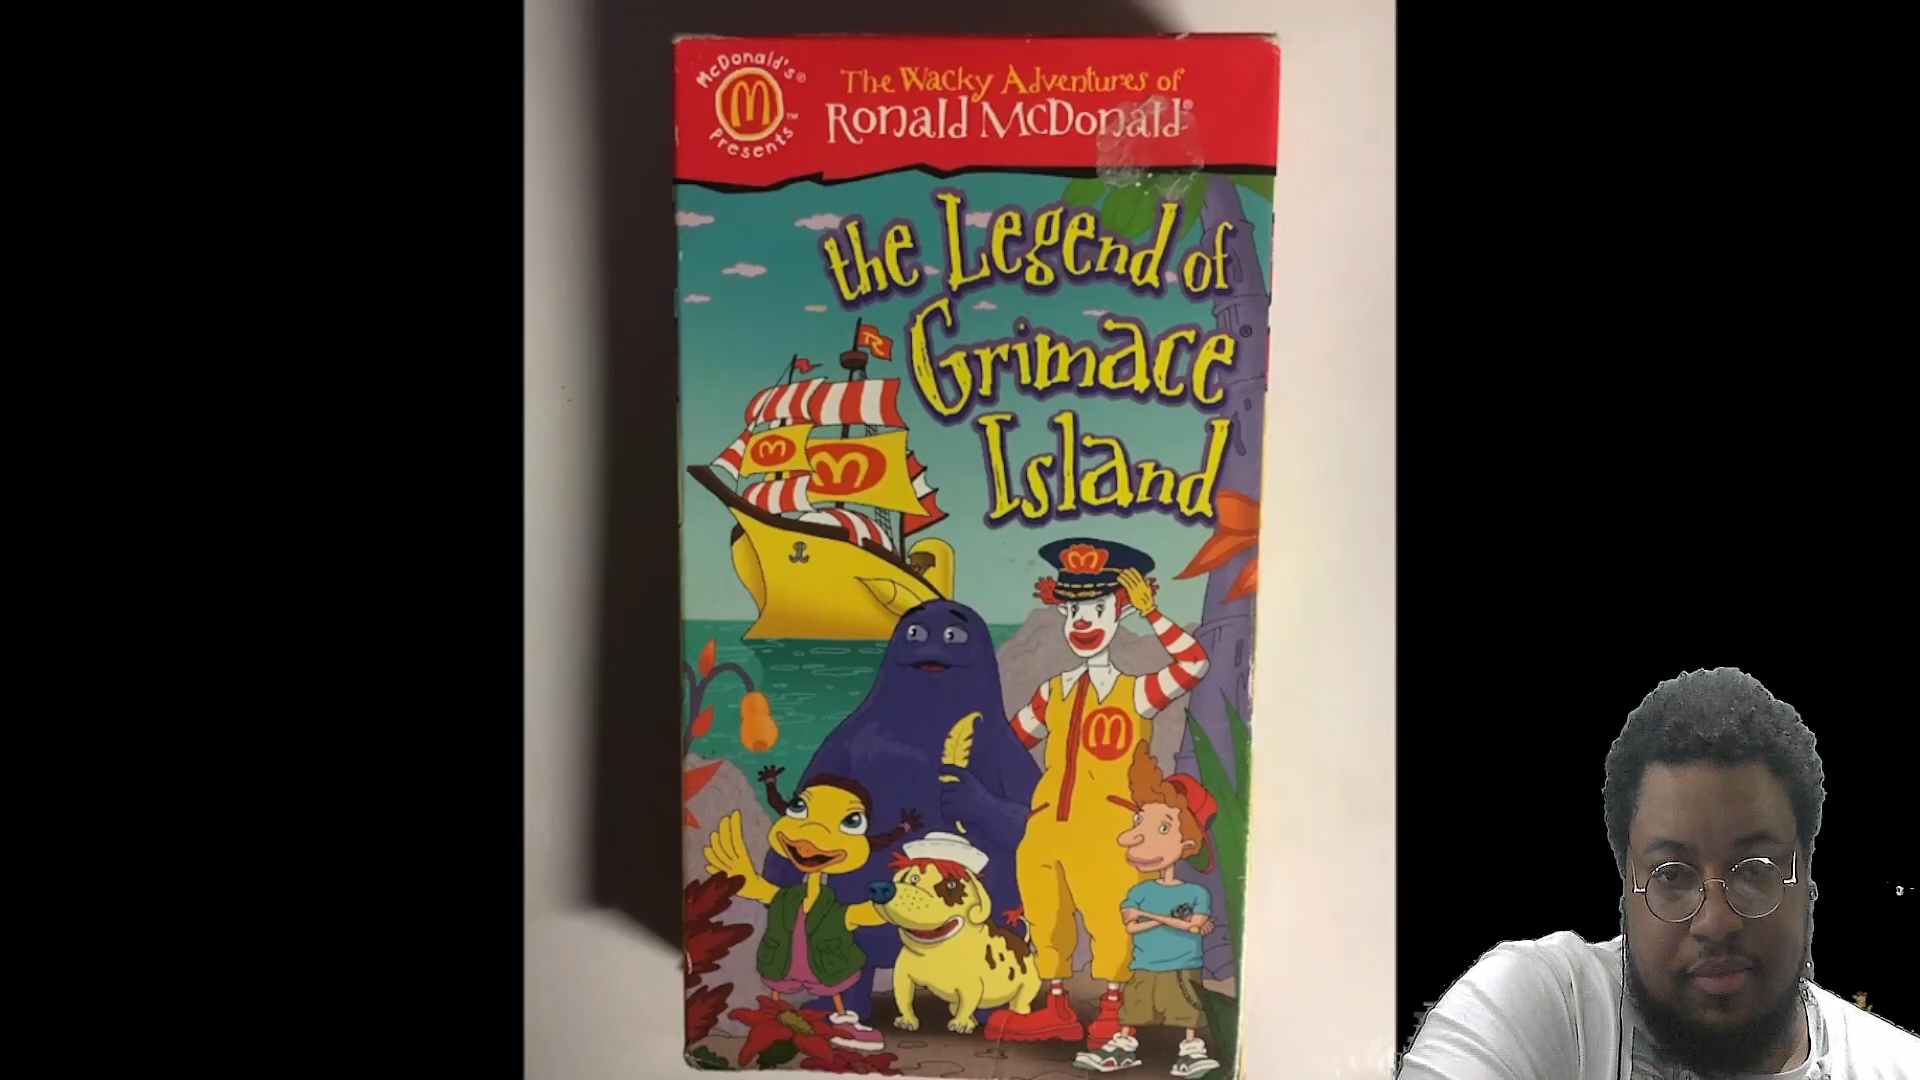 McDonald's®
Presents™
The Wacky Adventures of
Ronald McDonald®
the Legend of
Grimace®
Island